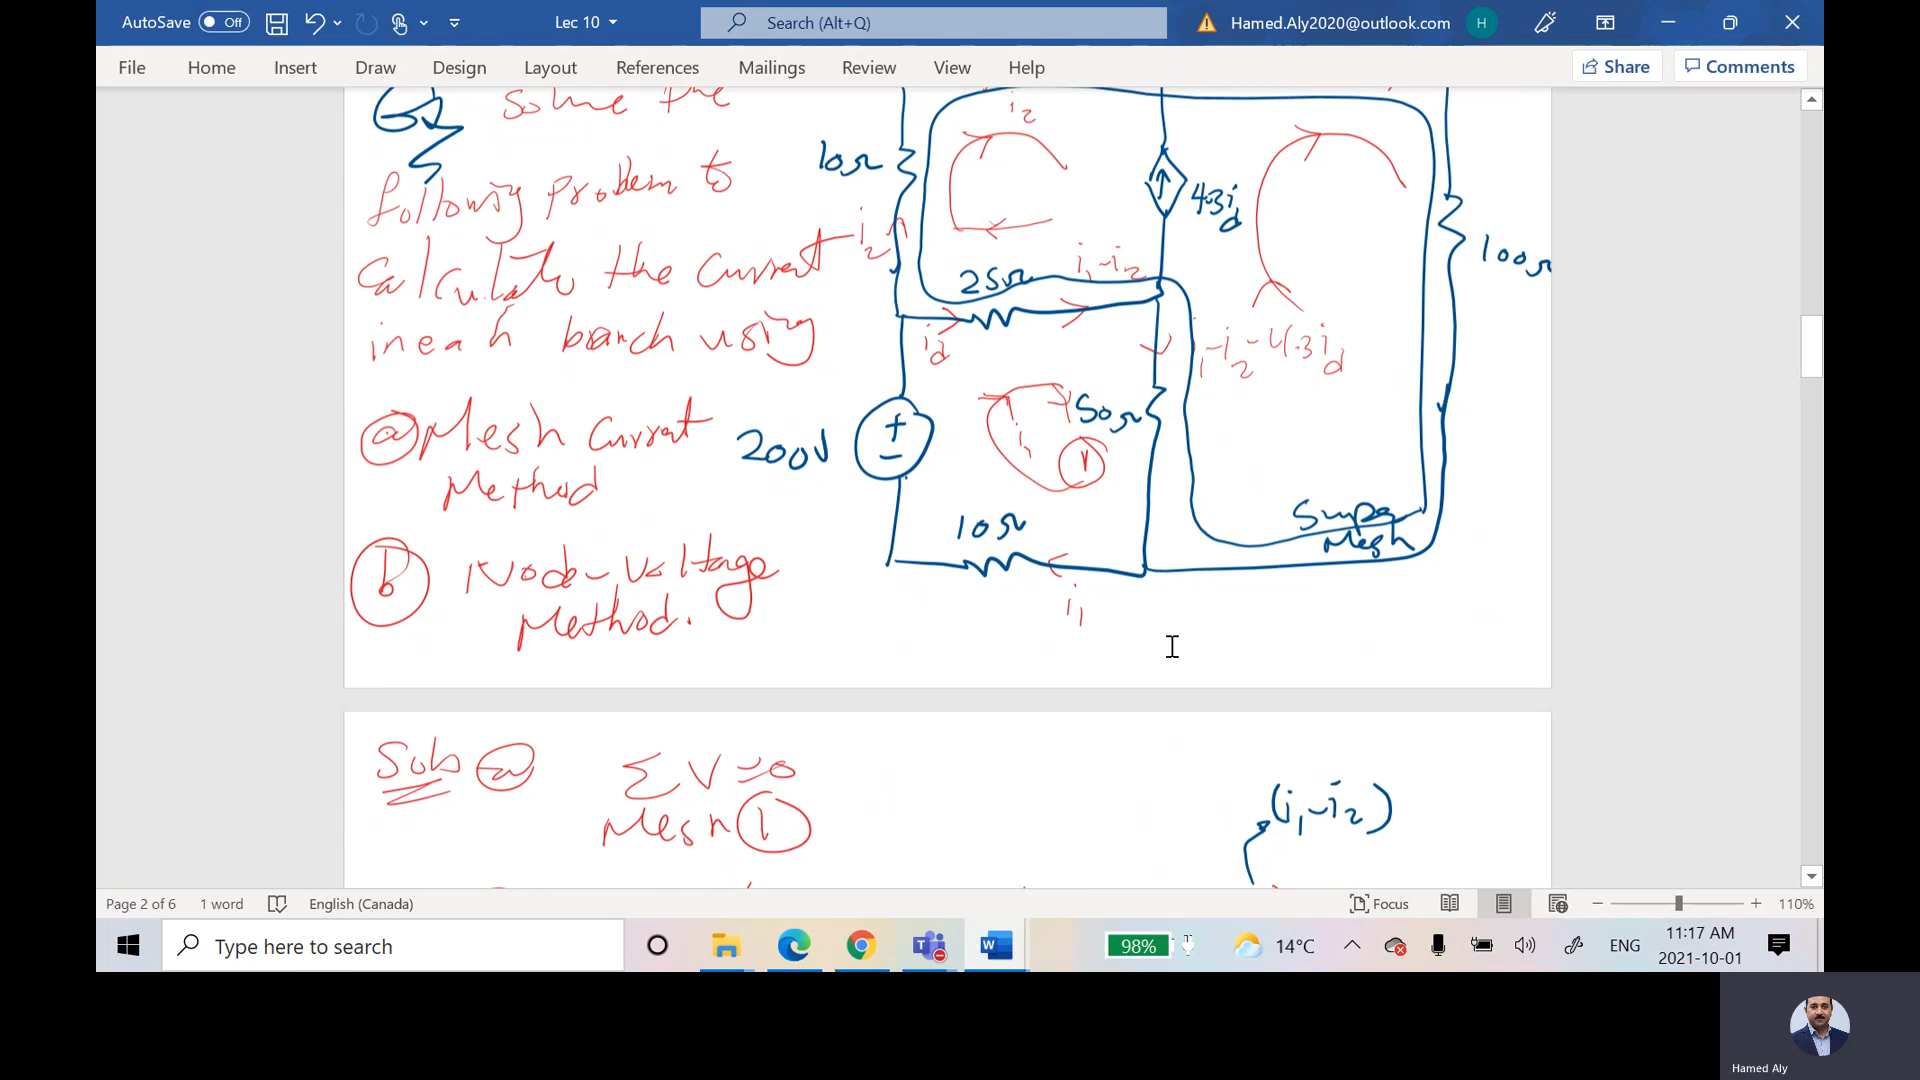 AutoSave Off Lec 10 Search (Alt+Q) Hamed.Aly2020@outlook.com H
File Home Insert Draw Design Layout References Mailings Review View Help Share Comments
Solve the
following problem to
Calculate the current
in each branch using
(a) Mesh Current
Method
(b) Node-Voltage
Method.
i2
10Ω
4.3id
100Ω
i2
25Ω
i1-i2
id
i1-i2-4.3id
200V
+
-
50Ω
i1
1
10Ω
Super
Mesh
i1
Sol: (a) ΣV=0
Mesh (1)
(i1-i2)
Page 2 of 6 1 word English (Canada) Focus 110%
Type here to search 98% 14°C ENG 11:17 AM
2021-10-01
Hamed Aly